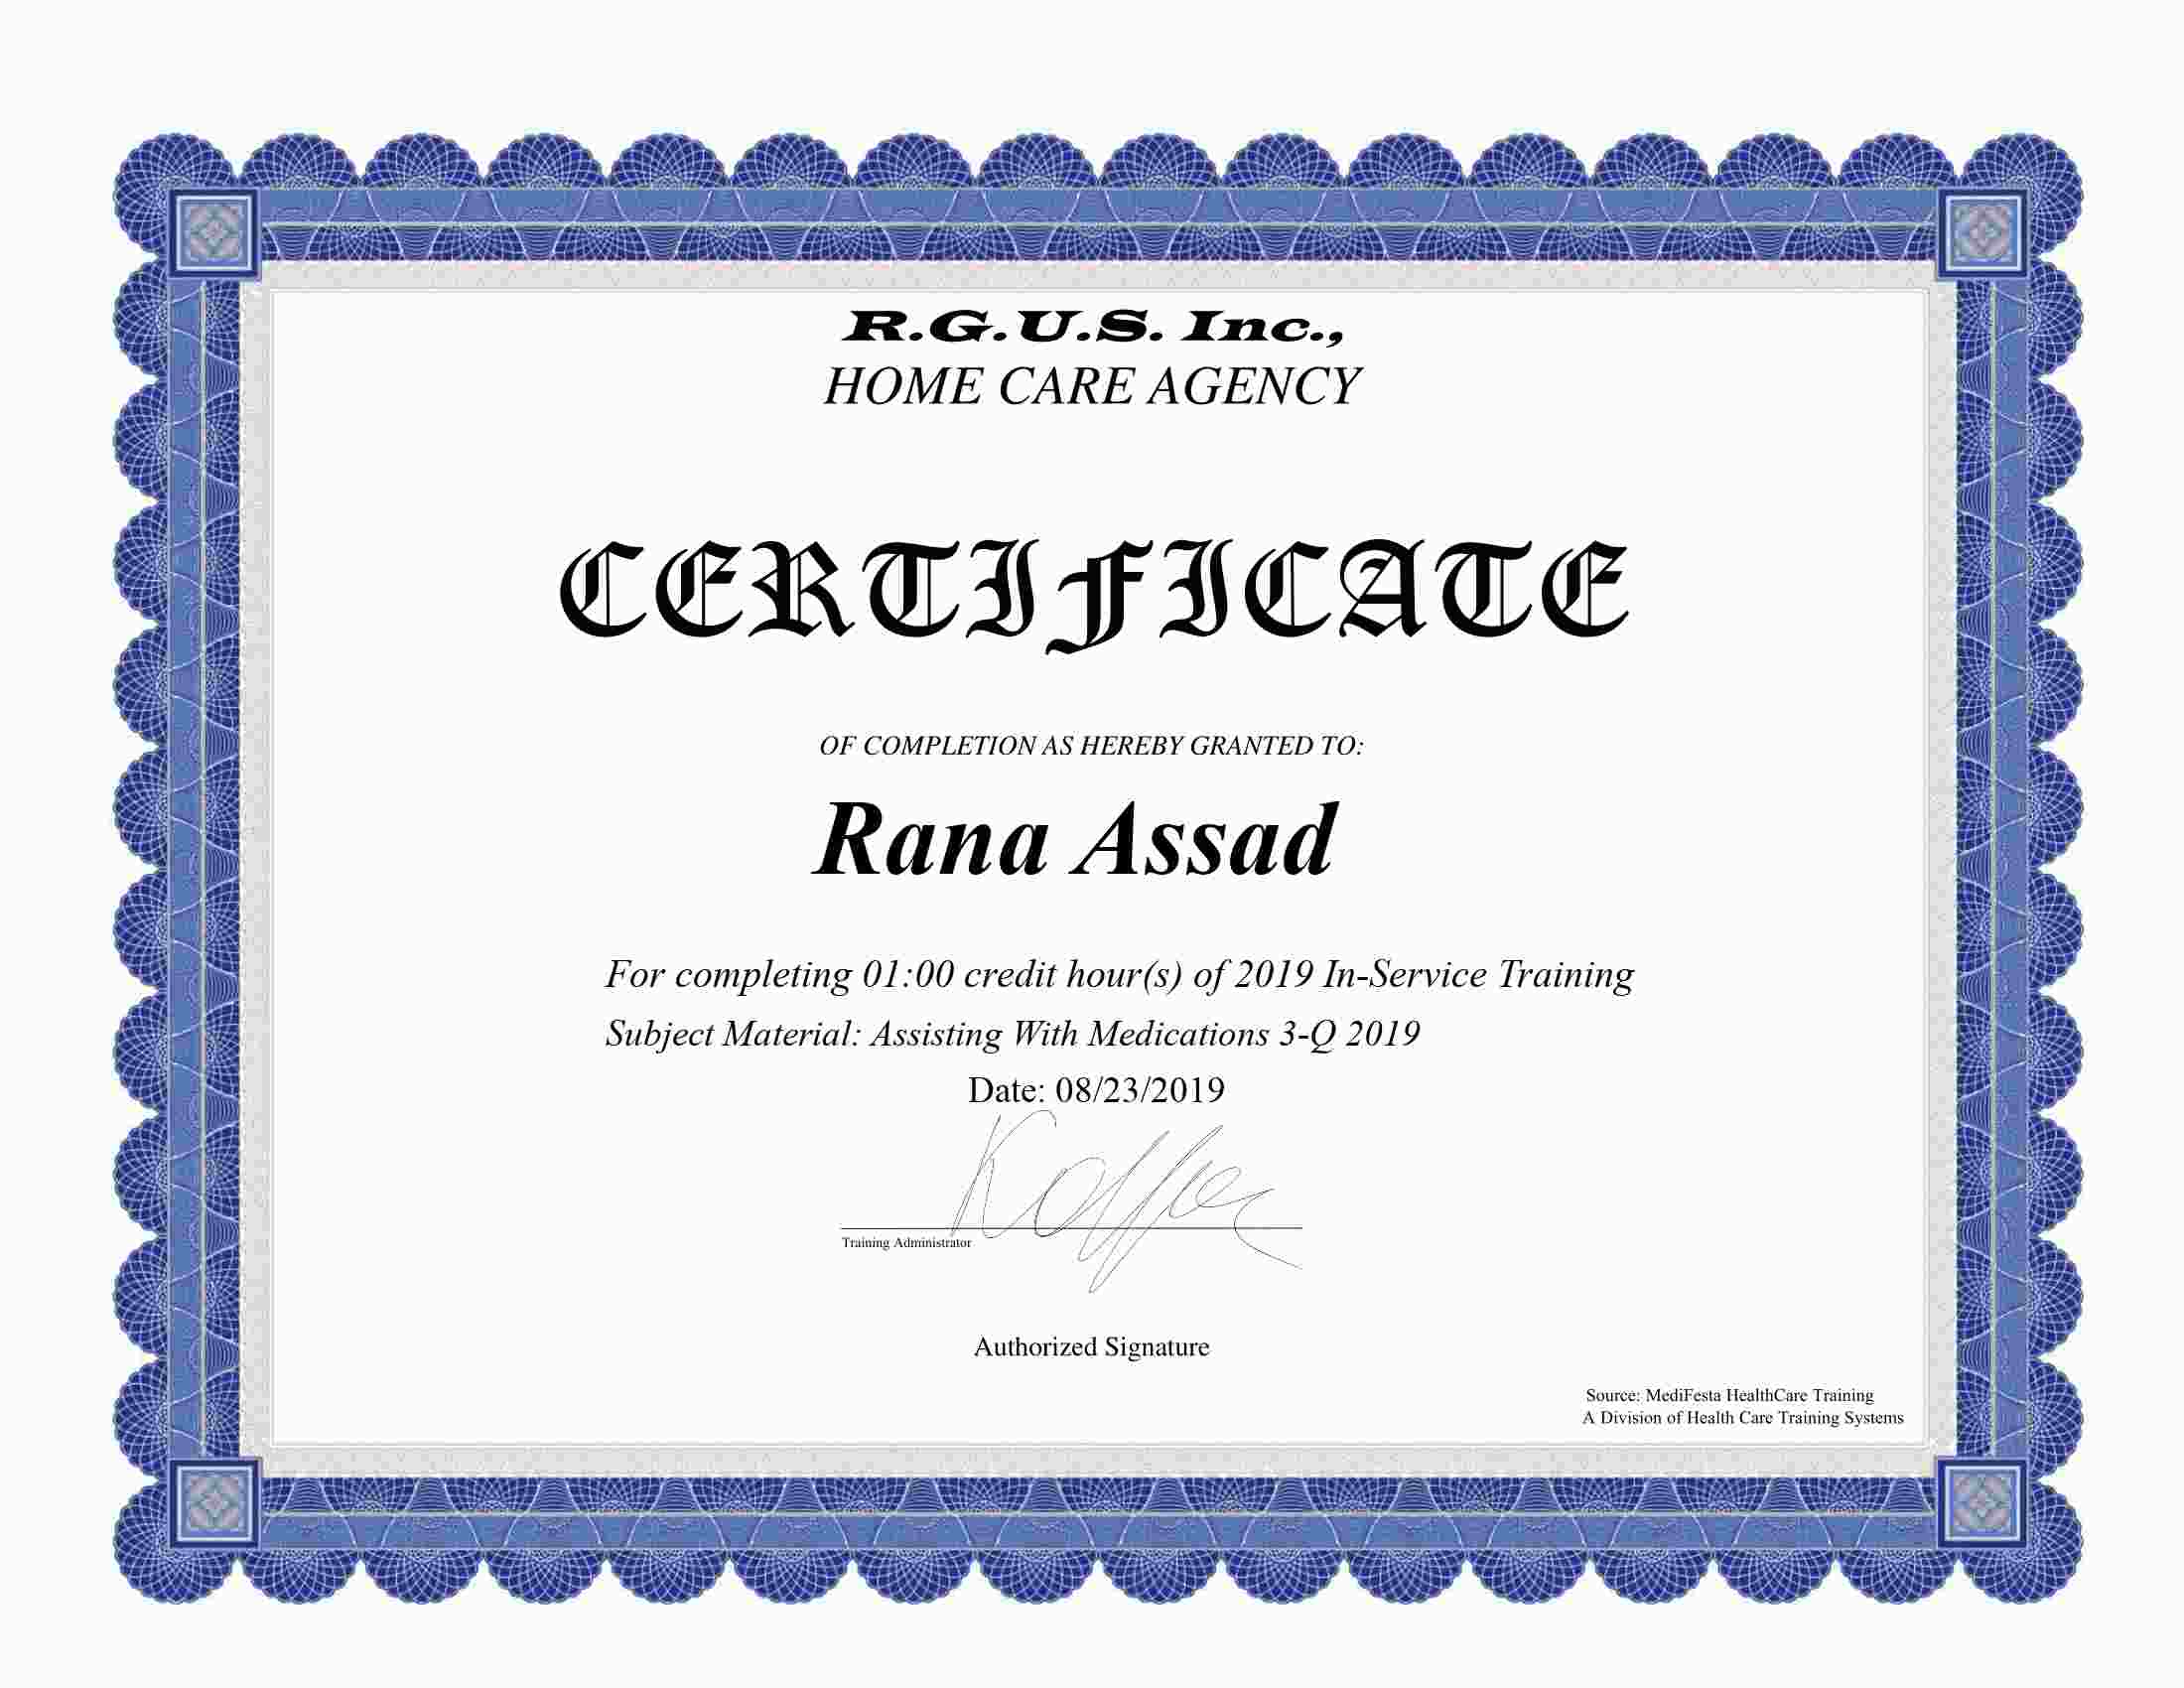 R.G.U.S. Inc.,
HOME CARE AGENCY
CERTIFICATE
OF COMPLETION AS HEREBY GRANTED TO:
Rana Assad
For completing 01:00 credit hour(s) of 2019 In-Service Training
Subject Material: Assisting With Medications 3-Q 2019
Date: 08/23/2019
Training Administrator
Authorized Signature
Source: MediFesta HealthCare Training
A Division of Health Care Training Systems